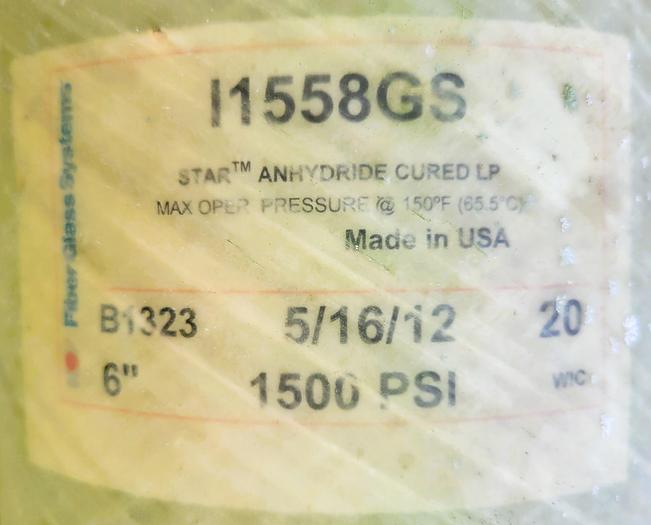 I1558GS
STAR™ ANHYDRIDE CURED LP
MAX OPER PRESSURE @ 150°F (65.5°C)
Made in USA
Fiber Glass Systems
B1323 5/16/12 20
6" 1500 PSI WIC